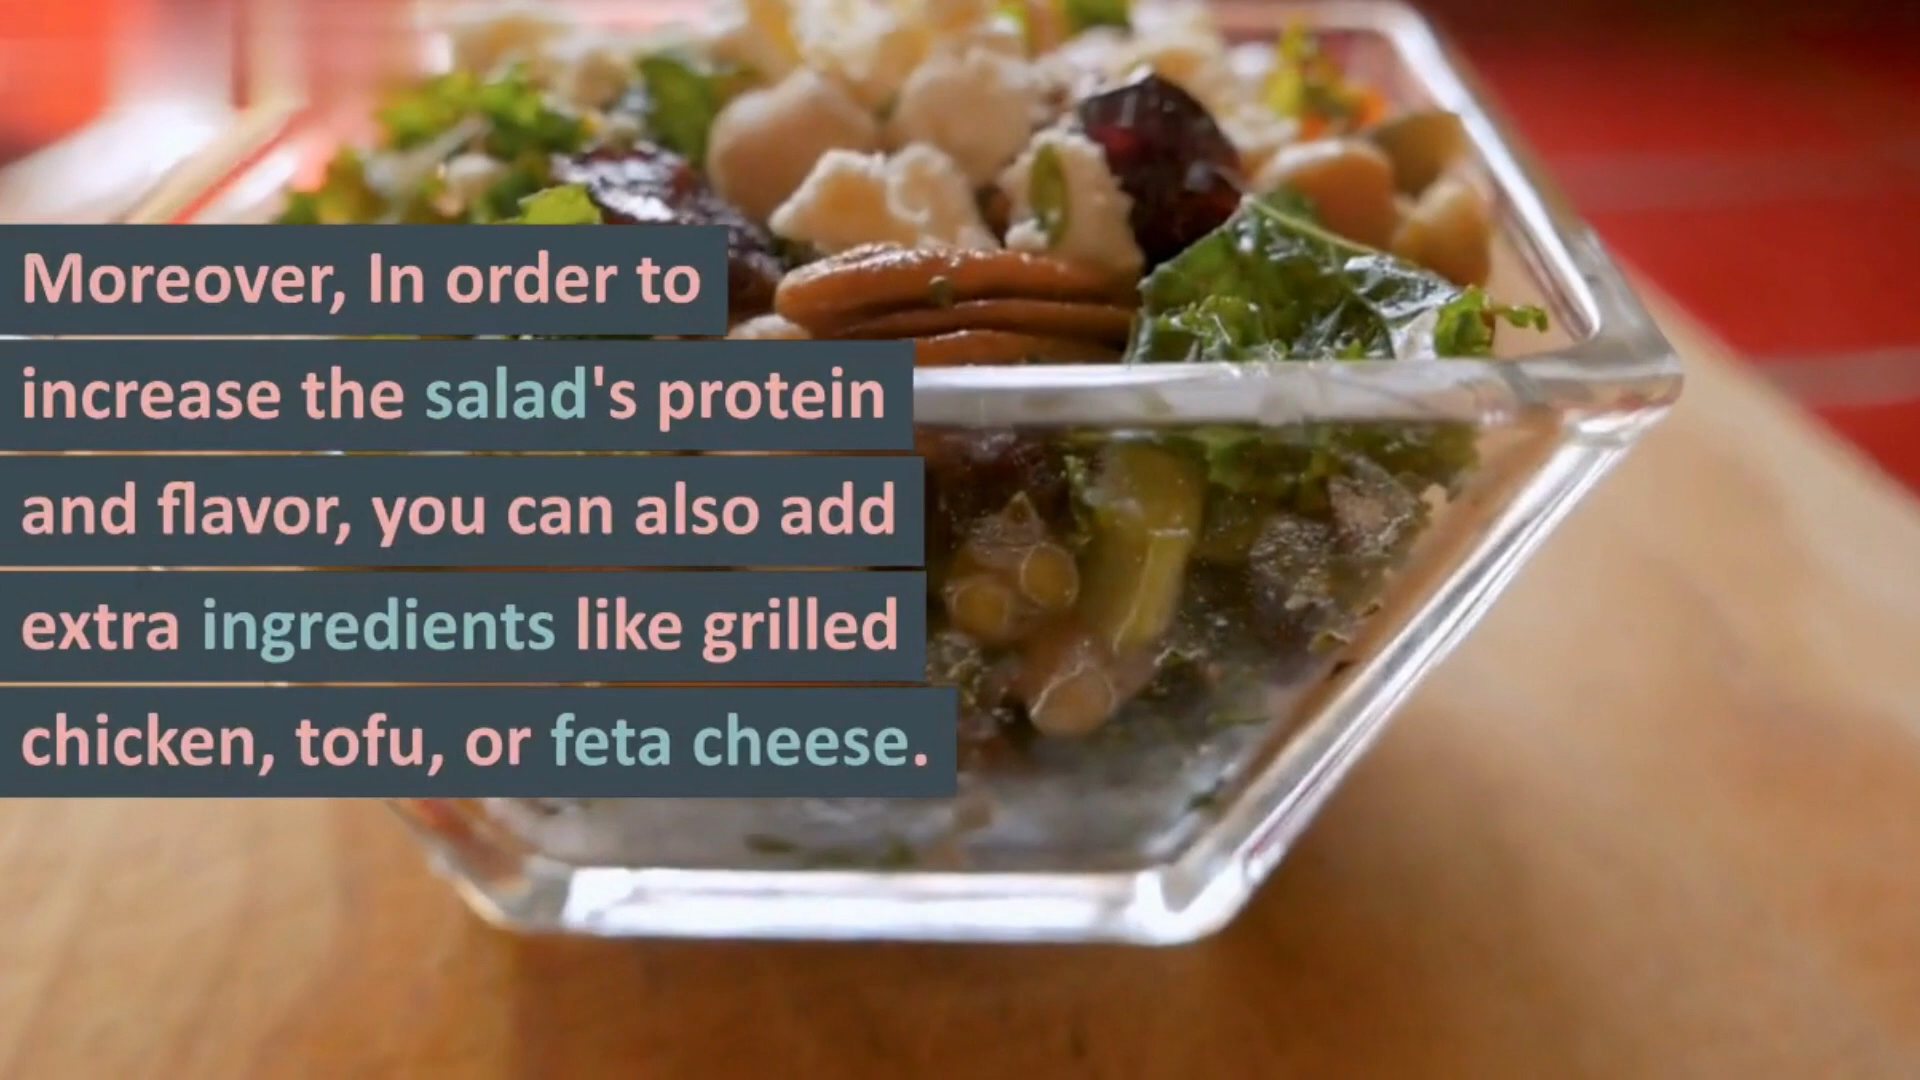 Moreover, In order to
increase the salad's protein
and flavor, you can also add
extra ingredients like grilled
chicken, tofu, or feta cheese.